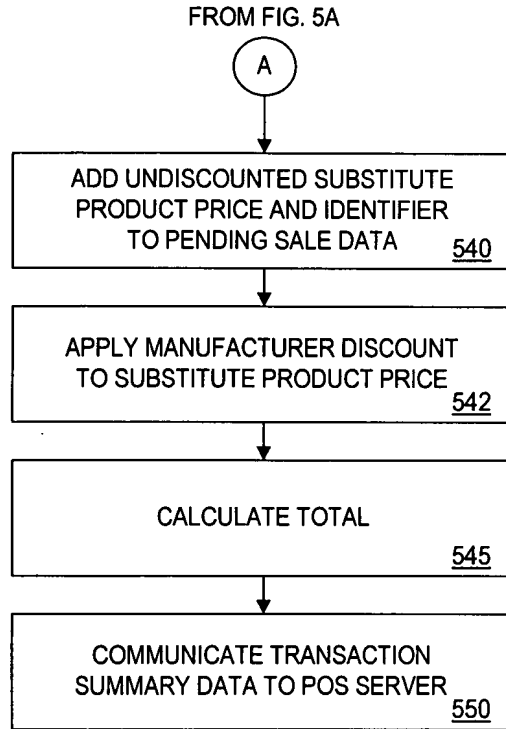 FROM FIG. 5A
A
ADD UNDISCOUNTED SUBSTITUTE
PRODUCT PRICE AND IDENTIFIER
TO PENDING SALE DATA
540
APPLY MANUFACTURER DISCOUNT
TO SUBSTITUTE PRODUCT PRICE
542
CALCULATE TOTAL
545
COMMUNICATE TRANSACTION
SUMMARY DATA TO POS SERVER
550